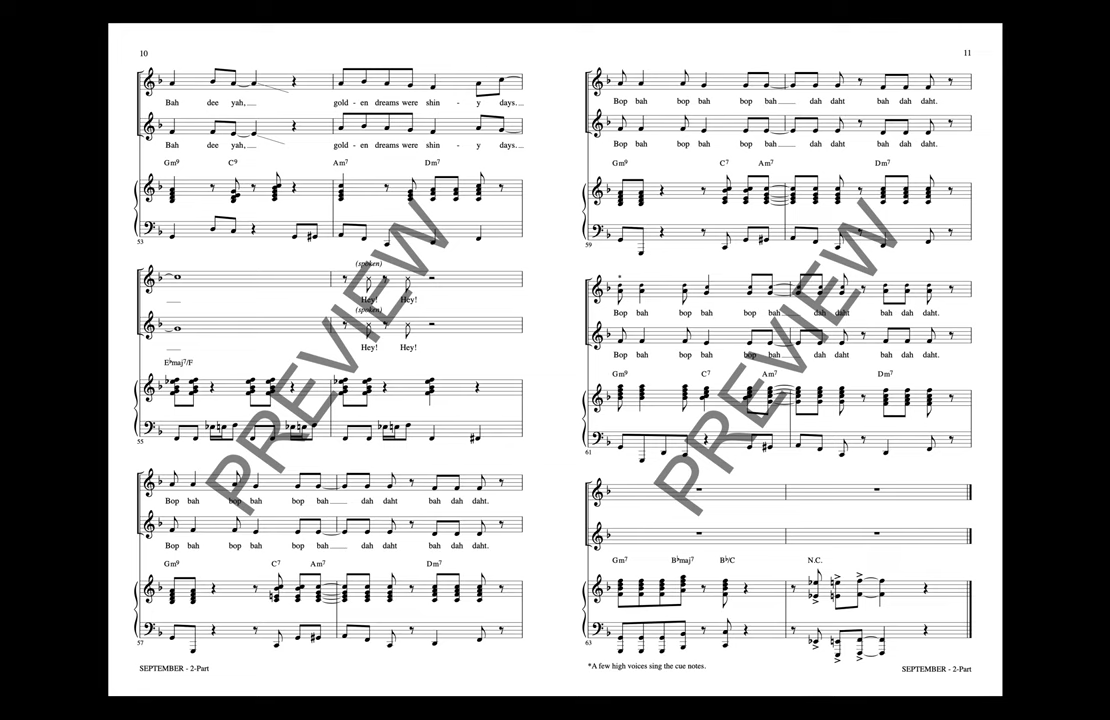 10
Bah dee yah, gold - en dreams were shin - y days.
Bah dee yah, gold - en dreams were shin - y days.
Gm9 C9 Am7 Dm7
53
(spoken)
Hey! Hey!
(spoken)
Hey! Hey!
E♭maj7/F
55
Bop bah bop bah bop bah dah daht bah dah daht.
Bop bah bop bah bop bah dah daht bah dah daht.
Gm9 C7 Am7 Dm7
57
SEPTEMBER - 2-Part
11
Bop bah bop bah bop bah dah daht bah dah daht.
Bop bah bop bah bop bah dah daht bah dah daht.
Gm9 C7 Am7 Dm7
59
*
Bop bah bop bah bop bah dah daht bah dah daht.
Bop bah bop bah bop bah dah daht bah dah daht.
Gm9 C7 Am7 Dm7
61
Gm7 B♭maj7 B♭/C N.C.
63
*A few high voices sing the cue notes.
SEPTEMBER - 2-Part
PREVIEW
PREVIEW